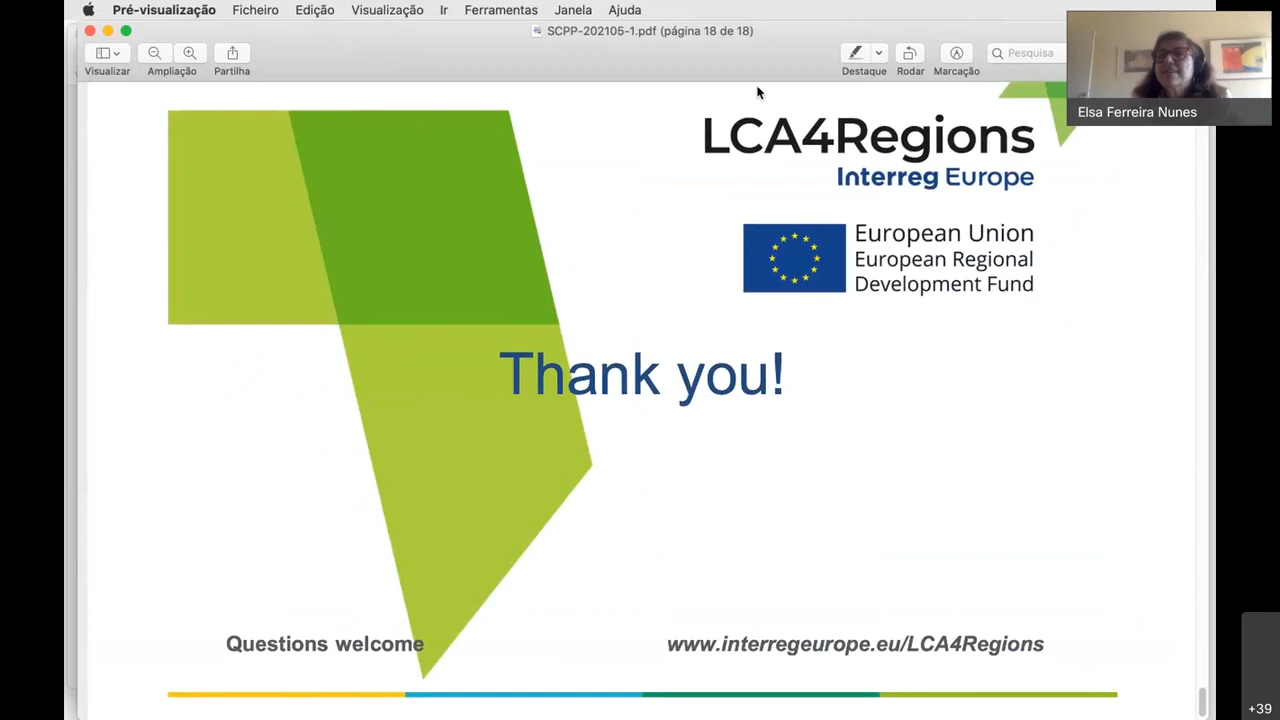 Pré-visualização Ficheiro Edição Visualização Ir Ferramentas Janela Ajuda
SCPP-202105-1.pdf (página 18 de 18)
Visualizar Ampliação Partilha Destaque Rodar Marcação Pesquisa
Elsa Ferreira Nunes
LCA4Regions
Interreg Europe
European Union
European Regional
Development Fund
Thank you!
Questions welcome www.interregeurope.eu/LCA4Regions
+39